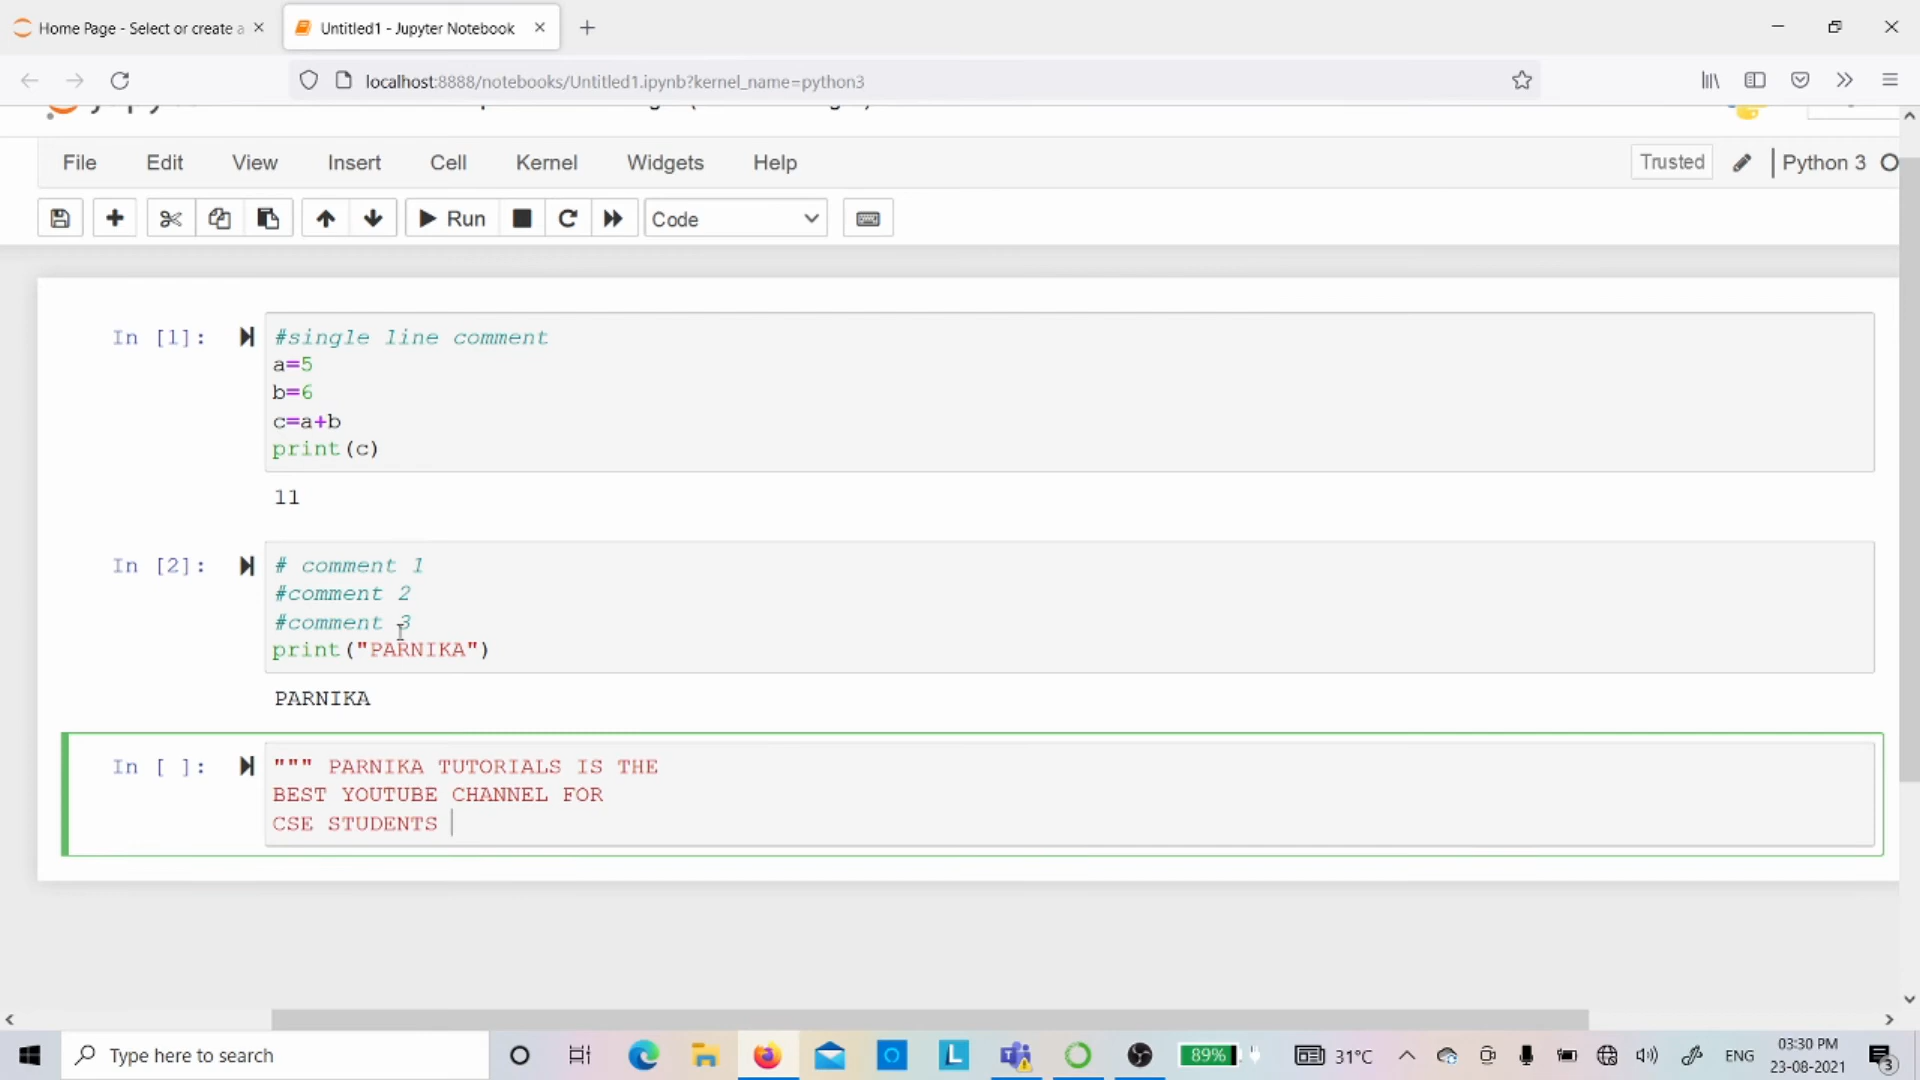 Home Page - Select or create a
Untitled1 - Jupyter Notebook
localhost:8888/notebooks/Untitled1.ipynb?kernel_name=python3
File Edit View Insert Cell Kernel Widgets Help
Trusted
Python 3
Run
Code
In [1]:
#single line comment
a=5
b=6
c=a+b
print(c)
11
In [2]:
# comment 1
#comment 2
#comment 3
print("PARNIKA")
PARNIKA
In [ ]:
""" PARNIKA TUTORIALS IS THE
BEST YOUTUBE CHANNEL FOR
CSE STUDENTS
Type here to search
L
89%
31°C
ENG
03:30 PM
23-08-2021
3